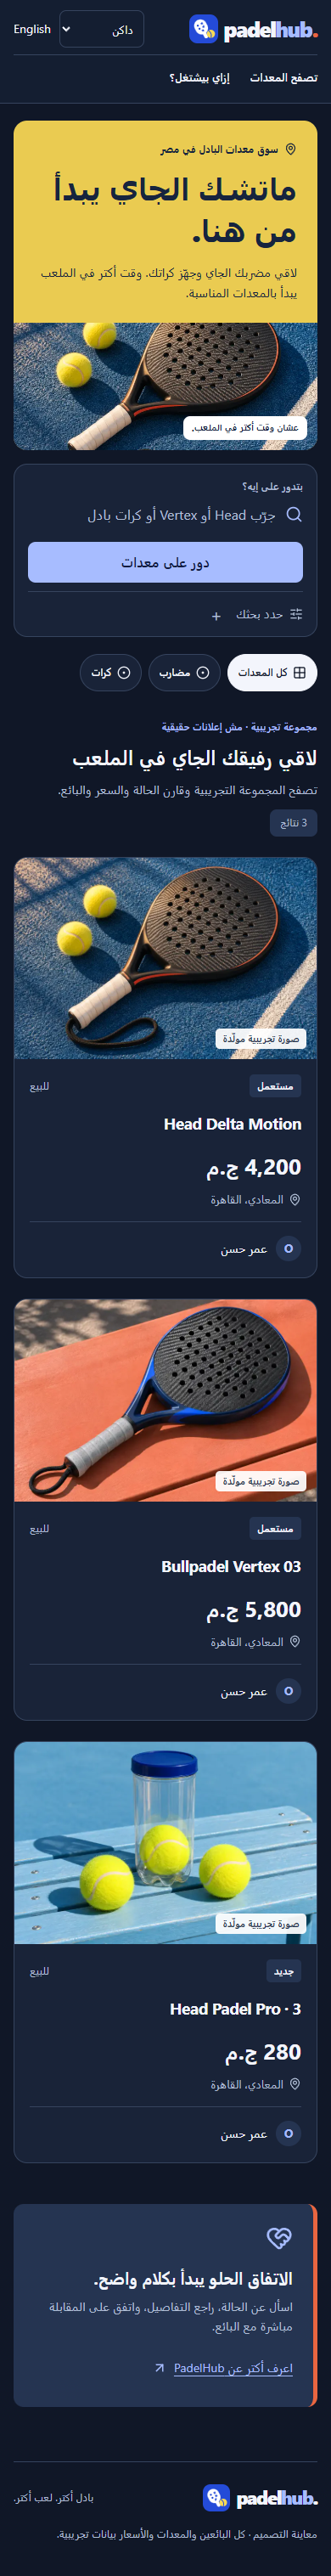 padelhub.
داكن
English
تصفح المعدات
إزاي بيشتغل؟
سوق معدات البادل في مصر
ماتشك الجاي يبدأ
من هنا.
لاقي مضربك الجاي وجهّز كراتك. وقت أكتر في الملعب
يبدأ بالمعدات المناسبة.
عشان وقت أكتر في الملعب.
بتدور على إيه؟
جرّب Head أو Vertex أو كرات بادل
دور على معدات
حدد بحثك
+
كل المعدات
مضارب
كرات
مجموعة تجريبية · مش إعلانات حقيقية
لاقي رفيقك الجاي في الملعب
تصفح المجموعة التجريبية وقارن الحالة والسعر والبائع.
3 نتائج
صورة تجريبية مولّدة
مستعمل
للبيع
Head Delta Motion
4,200 ج.م
المعادي، القاهرة
O
عمر حسن
صورة تجريبية مولّدة
مستعمل
للبيع
Bullpadel Vertex 03
5,800 ج.م
المعادي، القاهرة
O
عمر حسن
صورة تجريبية مولّدة
جديد
للبيع
Head Padel Pro · 3
280 ج.م
المعادي، القاهرة
O
عمر حسن
الاتفاق الحلو يبدأ بكلام واضح.
اسأل عن الحالة، راجع التفاصيل، واتفق على المقابلة
مباشرة مع البائع.
اعرف أكتر عن PadelHub
padelhub.
بادل أكتر. لعب أكتر.
معاينة التصميم · كل البائعين والمعدات والأسعار بيانات تجريبية.